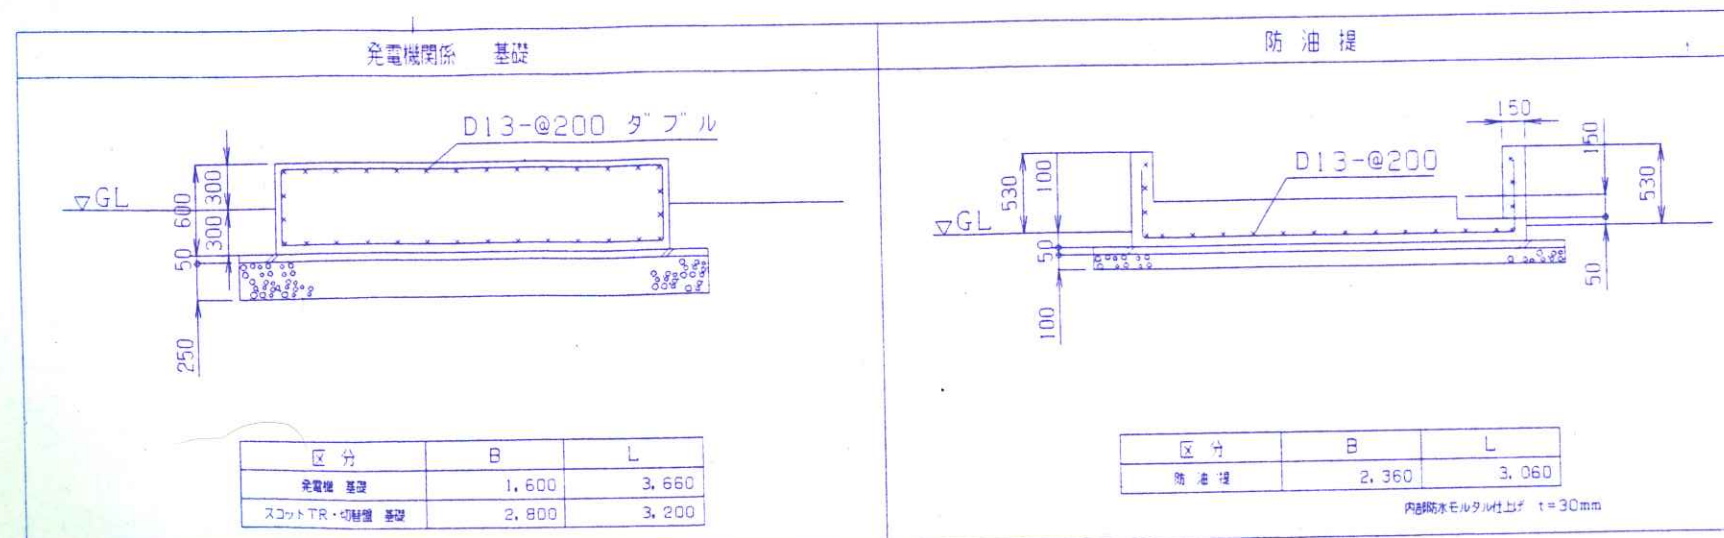 発電機関係 基礎
D13-@200 ダブル
▽GL
600
300
300
50
250
区 分 B L
発電機 基礎 1,600 3,660
スコットTR・切替盤 基礎 2,800 3,200
防 油 提
150
D13-@200
530
100
150
530
▽GL
50
100
50
区 分 B L
防 油 提 2,360 3,060
内部防水モルタル仕上げ t=30mm